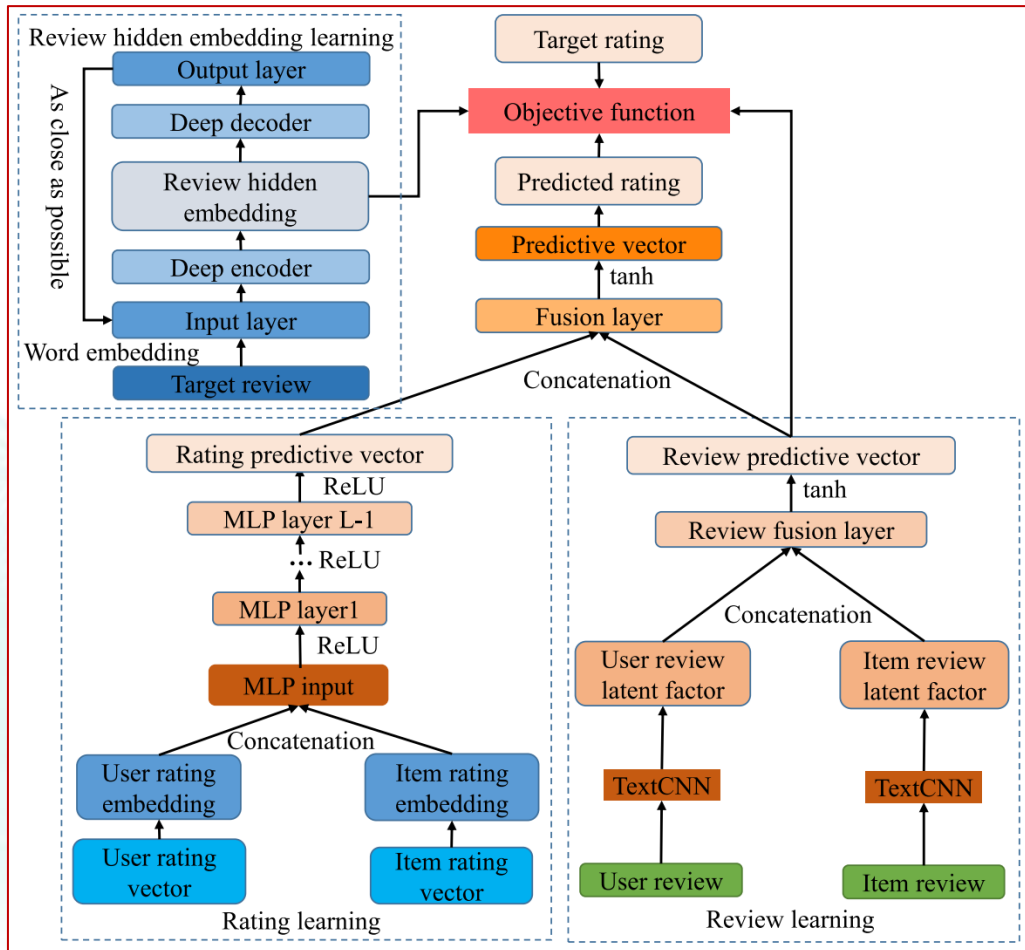 Review hidden embedding learning
Output layer
Deep decoder
Review hidden
embedding
Deep encoder
Input layer
Word embedding
Target review
As close as possible
Target rating
Objective function
Predicted rating
Predictive vector
tanh
Fusion layer
Concatenation
Rating predictive vector
ReLU
MLP layer L-1
... ReLU
MLP layer1
ReLU
MLP input
Concatenation
User rating
embedding
Item rating
embedding
User rating
vector
Item rating
vector
Rating learning
Review predictive vector
tanh
Review fusion layer
Concatenation
User review
latent factor
Item review
latent factor
TextCNN
TextCNN
User review
Item review
Review learning